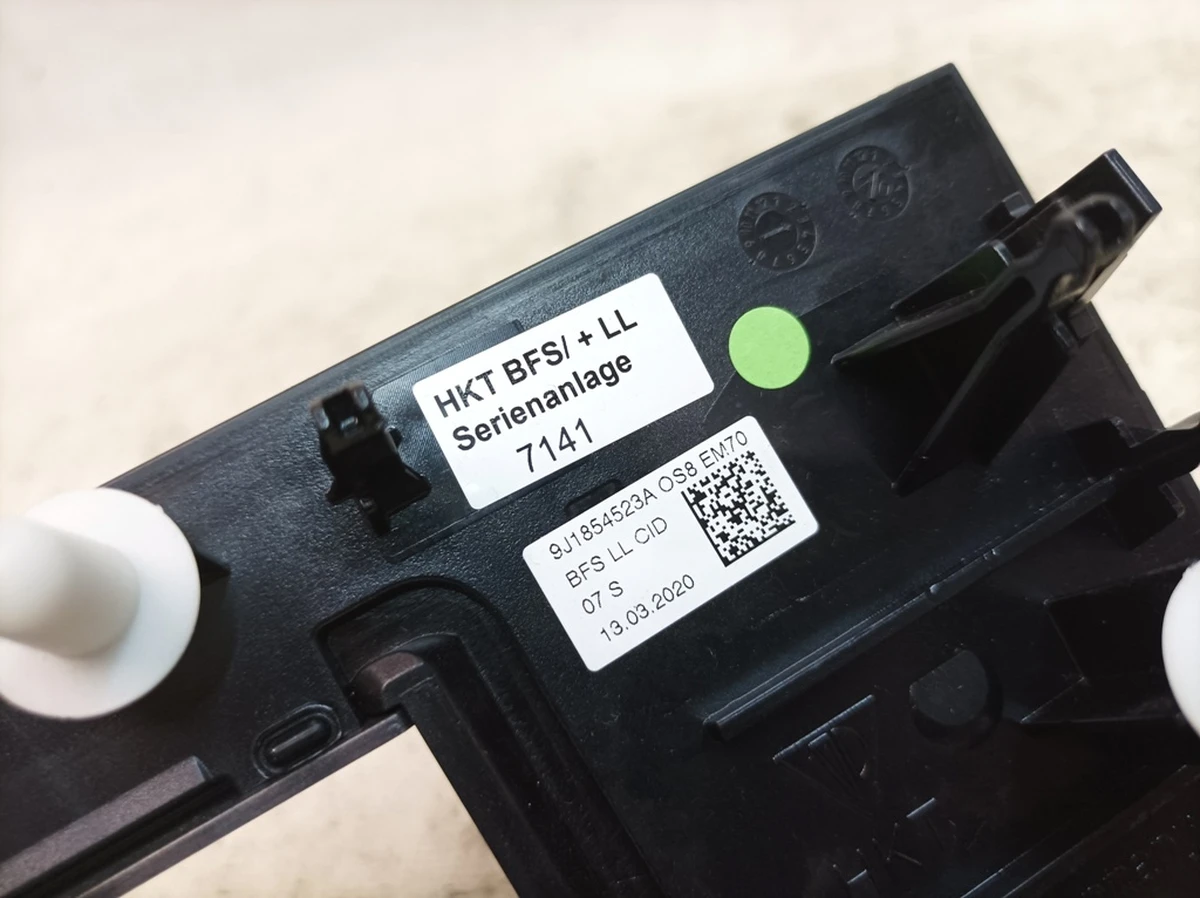 HKT BFS/ + LL
Serienanlage
7141
9J1854523A OS8 EM70
BFS LL CID
07 S
13.03.2020